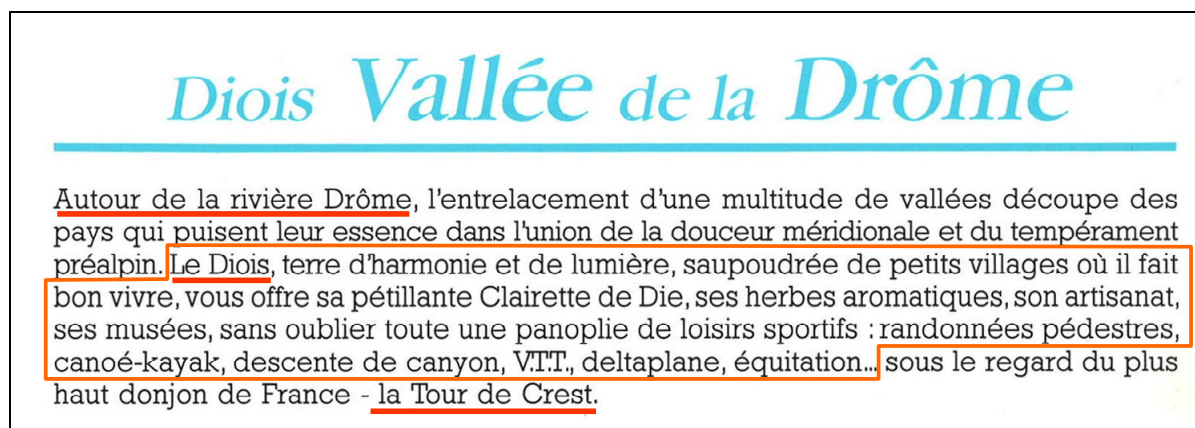 Diois Vallée de la Drôme
Autour de la rivière Drôme, l'entrelacement d'une multitude de vallées découpe des
pays qui puisent leur essence dans l'union de la douceur méridionale et du tempérament
préalpin. Le Diois, terre d'harmonie et de lumière, saupoudrée de petits villages où il fait
bon vivre, vous offre sa pétillante Clairette de Die, ses herbes aromatiques, son artisanat,
ses musées, sans oublier toute une panoplie de loisirs sportifs : randonnées pédestres,
canoé-kayak, descente de canyon, V.T.T., deltaplane, équitation... sous le regard du plus
haut donjon de France - la Tour de Crest.